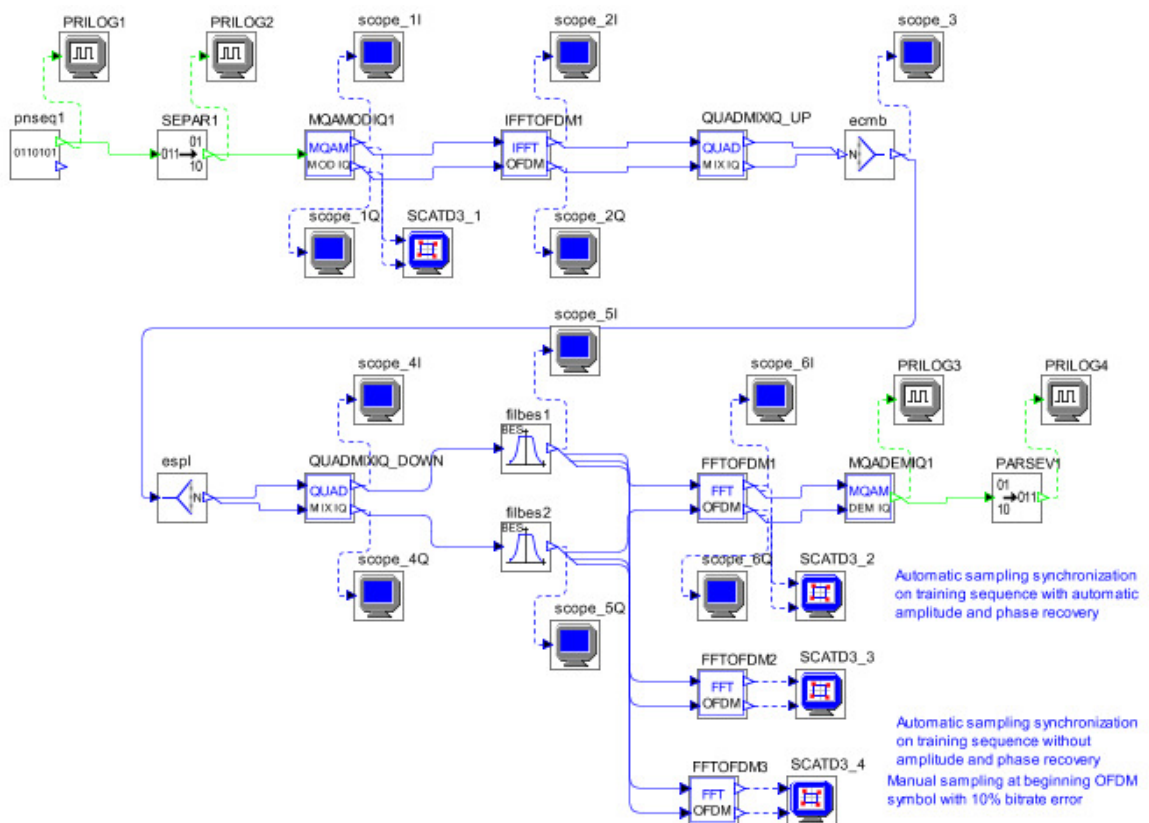 PRILOG1
PRILOG2
scope_1I
scope_2I
scope_3
pnseq1
0110101
SEPAR1
011
01
10
MQAMODIQ1
MQAM
MOD IQ
IFFTOFDM1
IFFT
OFDM
QUADMIXIQ_UP
QUAD
MIX IQ
ecmb
N
scope_1Q
SCATD3_1
scope_2Q
scope_5I
scope_4I
scope_6I
PRILOG3
PRILOG4
filbes1
BES
espl
N
QUADMIXIQ_DOWN
QUAD
MIX IQ
FFTOFDM1
FFT
OFDM
MQADEMIQ1
MQAM
DEM IQ
PARSEV1
01
10
011
filbes2
BES
scope_4Q
scope_6Q
SCATD3_2
Automatic sampling synchronization
on training sequence with automatic
amplitude and phase recovery
scope_5Q
FFTOFDM2
FFT
OFDM
SCATD3_3
Automatic sampling synchronization
on training sequence without
amplitude and phase recovery
FFTOFDM3
FFT
OFDM
SCATD3_4
Manual sampling at beginning OFDM
symbol with 10% bitrate error